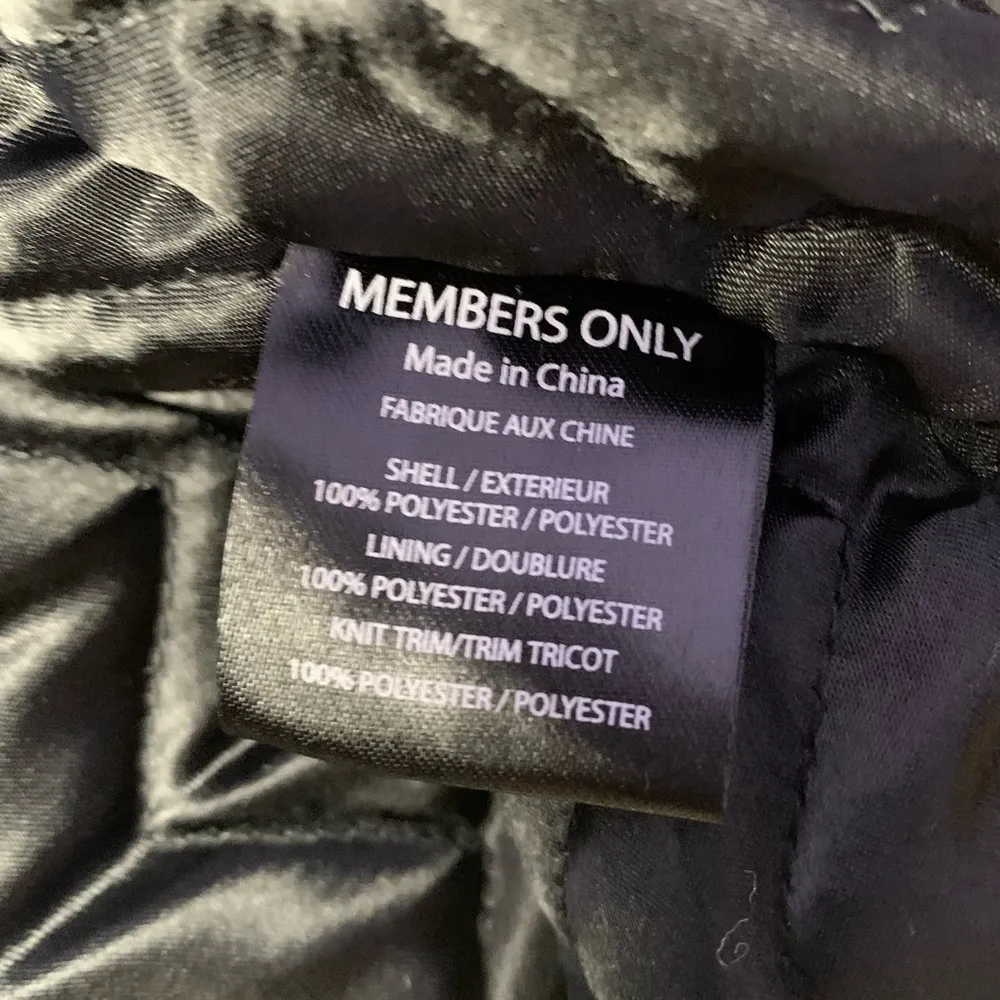 MEMBERS ONLY
Made in China
FABRIQUE AUX CHINE
SHELL / EXTERIEUR
100% POLYESTER / POLYESTER
LINING / DOUBLURE
100% POLYESTER / POLYESTER
KNIT TRIM/TRIM TRICOT
100% POLYESTER / POLYESTER